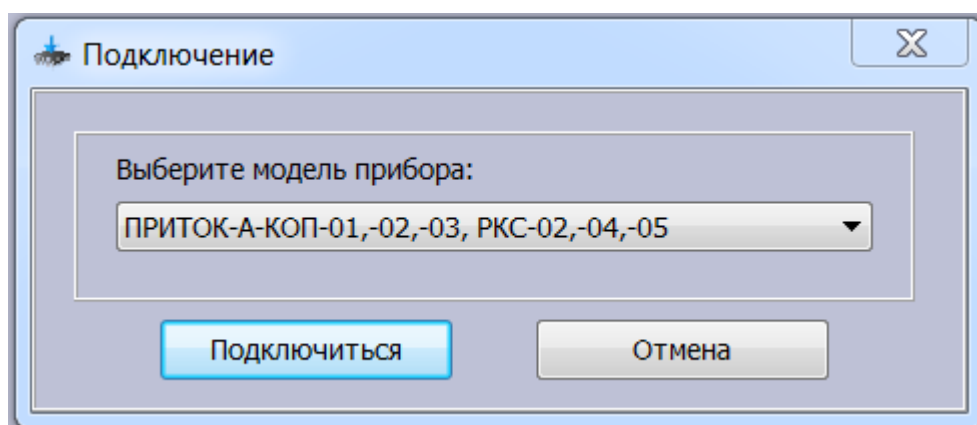 Подключение
Выберите модель прибора:
ПРИТОК-А-КОП-01,-02,-03, РКС-02,-04,-05
Подключиться
Отмена